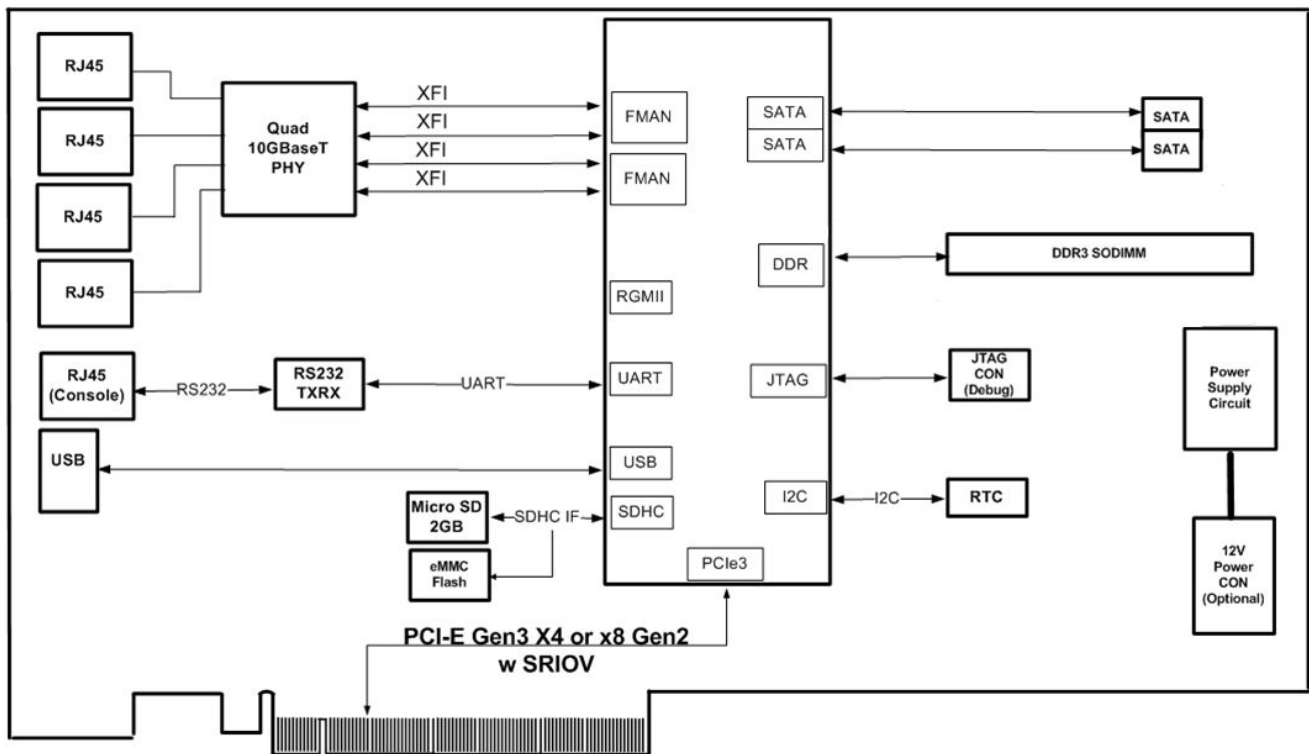 RJ45
RJ45
RJ45
RJ45
Quad
10GBaseT
PHY
XFI
XFI
XFI
XFI
FMAN
FMAN
SATA
SATA
SATA
SATA
DDR
DDR3 SODIMM
RGMII
RJ45
(Console)
RS232
RS232
TXRX
UART
UART
JTAG
JTAG
CON
(Debug)
Power
Supply
Circuit
USB
USB
Micro SD
2GB
SDHC IF
SDHC
I2C
I2C
RTC
eMMC
Flash
PCIe3
12V
Power
CON
(Optional)
PCI-E Gen3 X4 or x8 Gen2
w SRIOV